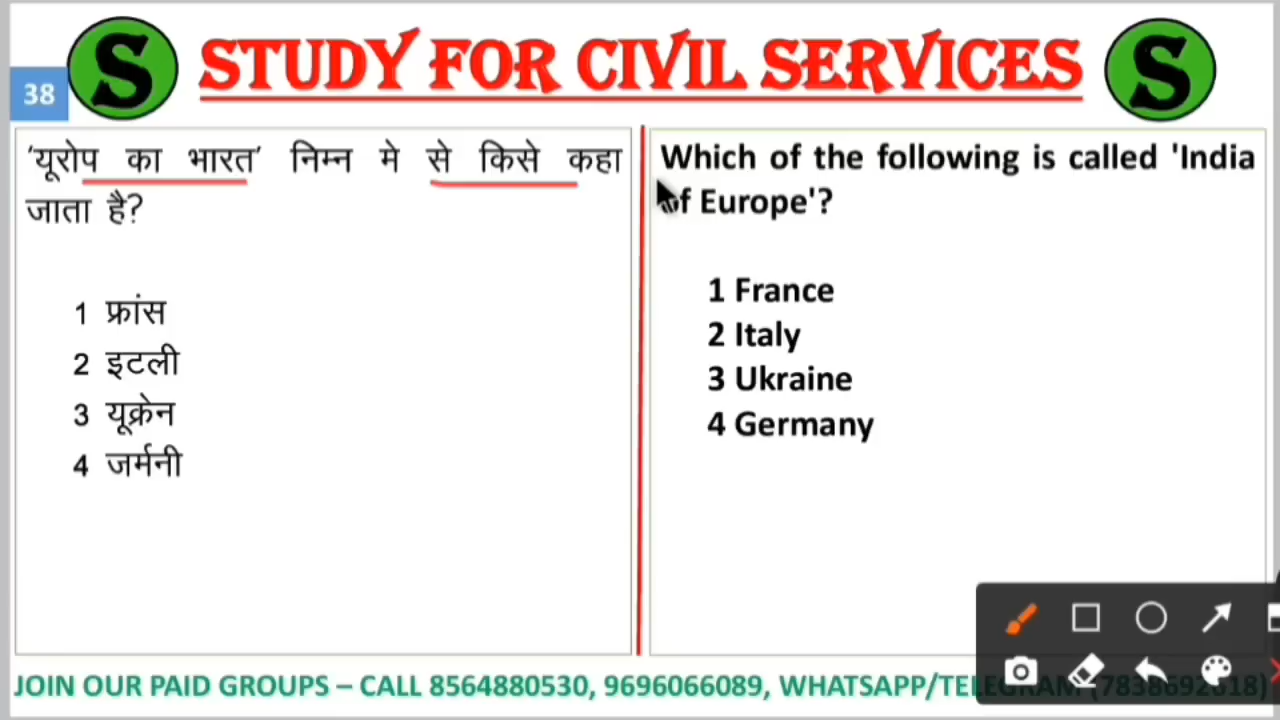 S STUDY FOR CIVIL SERVICES S
38
'यूरोप का भारत' निम्न मे से किसे कहा
जाता है?
1 फ्रांस
2 इटली
3 यूक्रेन
4 जर्मनी
Which of the following is called 'India
of Europe'?
1 France
2 Italy
3 Ukraine
4 Germany
JOIN OUR PAID GROUPS – CALL 8564880530, 9696066089, WHATSAPP/TELEGRAM (7838692618)